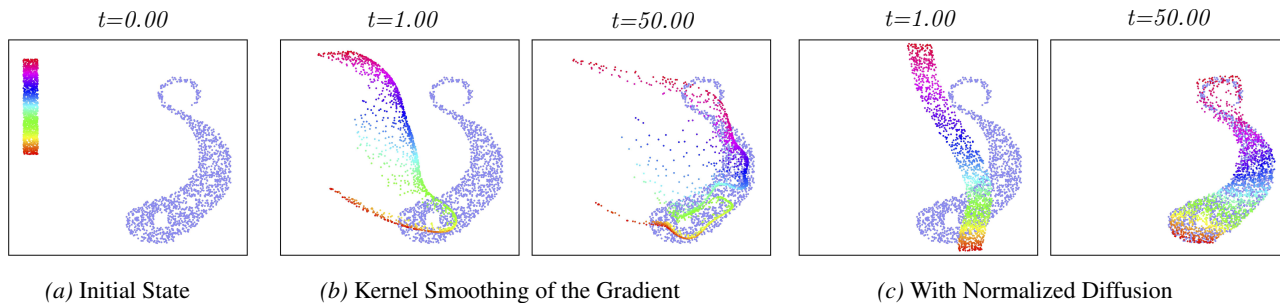 t=0.00 t=1.00 t=50.00 t=1.00 t=50.00
(a) Initial State (b) Kernel Smoothing of the Gradient (c) With Normalized Diffusion